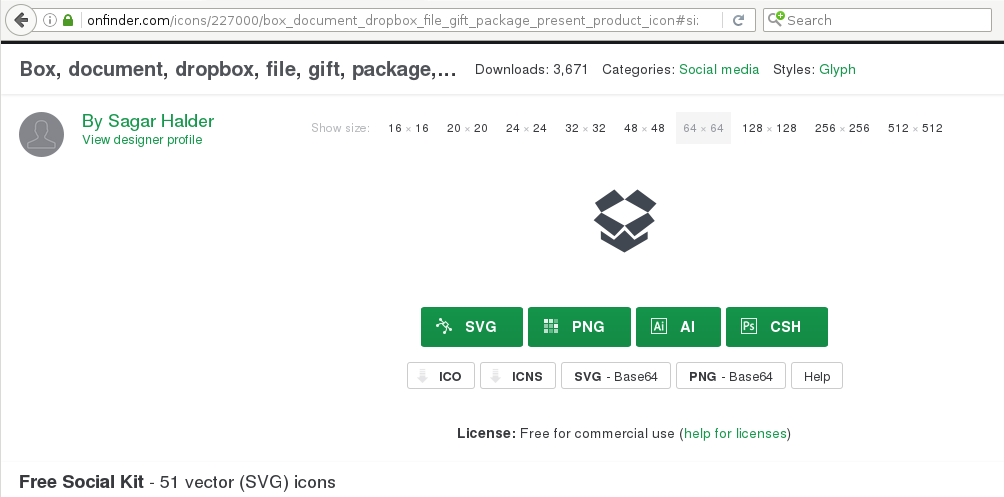 onfinder.com/icons/227000/box_document_dropbox_file_gift_package_present_product_icon#si: Search
Box, document, dropbox, file, gift, package,... Downloads: 3,671 Categories: Social media Styles: Glyph
By Sagar Halder
View designer profile
Show size: 16 × 16 20 × 20 24 × 24 32 × 32 48 × 48 64 × 64 128 × 128 256 × 256 512 × 512
SVG PNG Ai AI Ps CSH
ICO ICNS SVG - Base64 PNG - Base64 Help
License: Free for commercial use (help for licenses)
Free Social Kit - 51 vector (SVG) icons